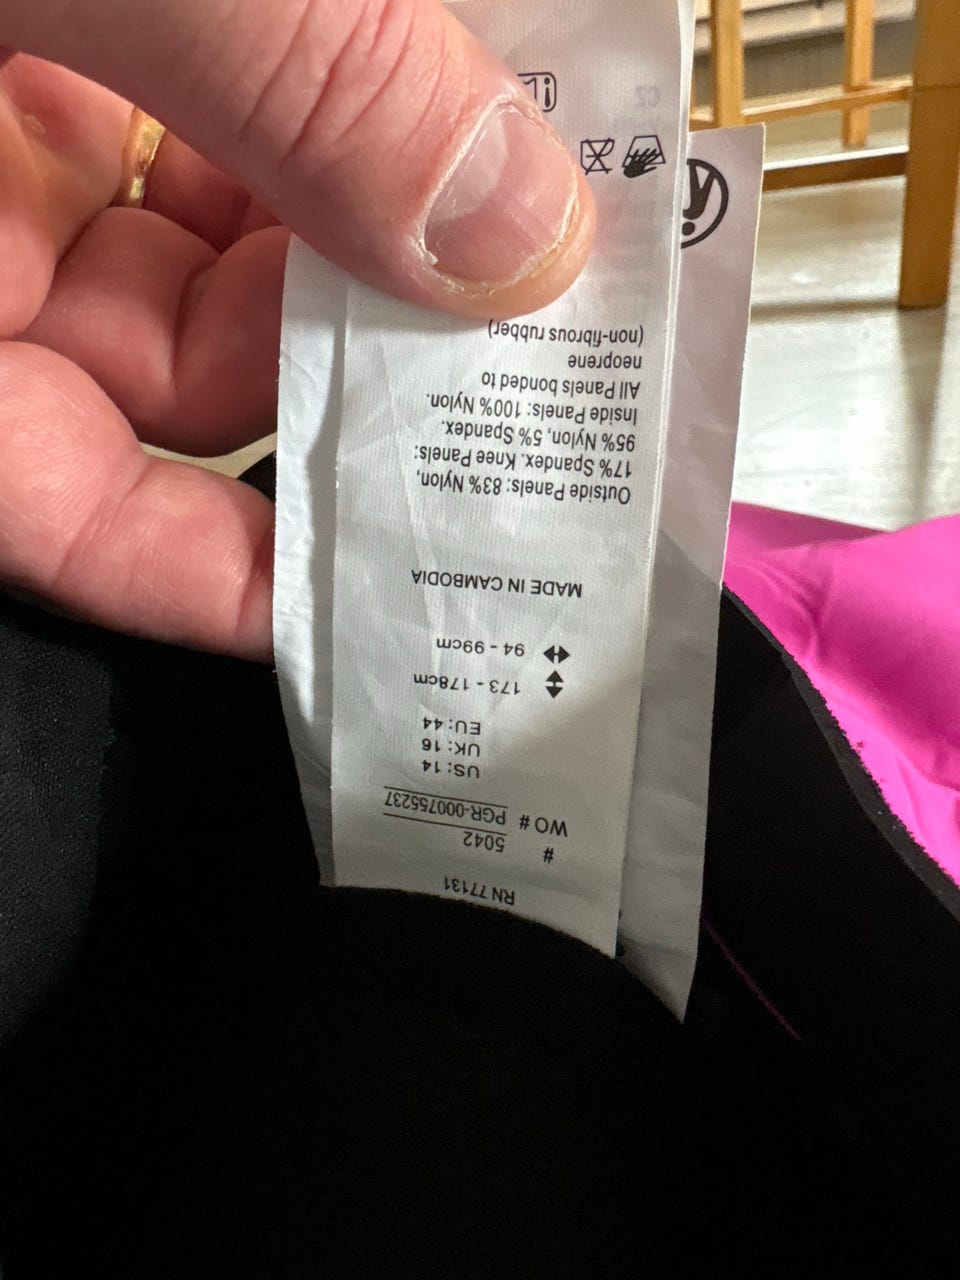 RN 77131
# 5042
WO # PGR-000755237
US: 14
UK: 16
EU: 44
173 - 178cm
94 - 99cm
MADE IN CAMBODIA
Outside Panels: 83% Nylon,
17% Spandex. Knee Panels:
95% Nylon, 5% Spandex.
Inside Panels: 100% Nylon.
All Panels bonded to
neoprene
(non-fibrous rubber)
CZ